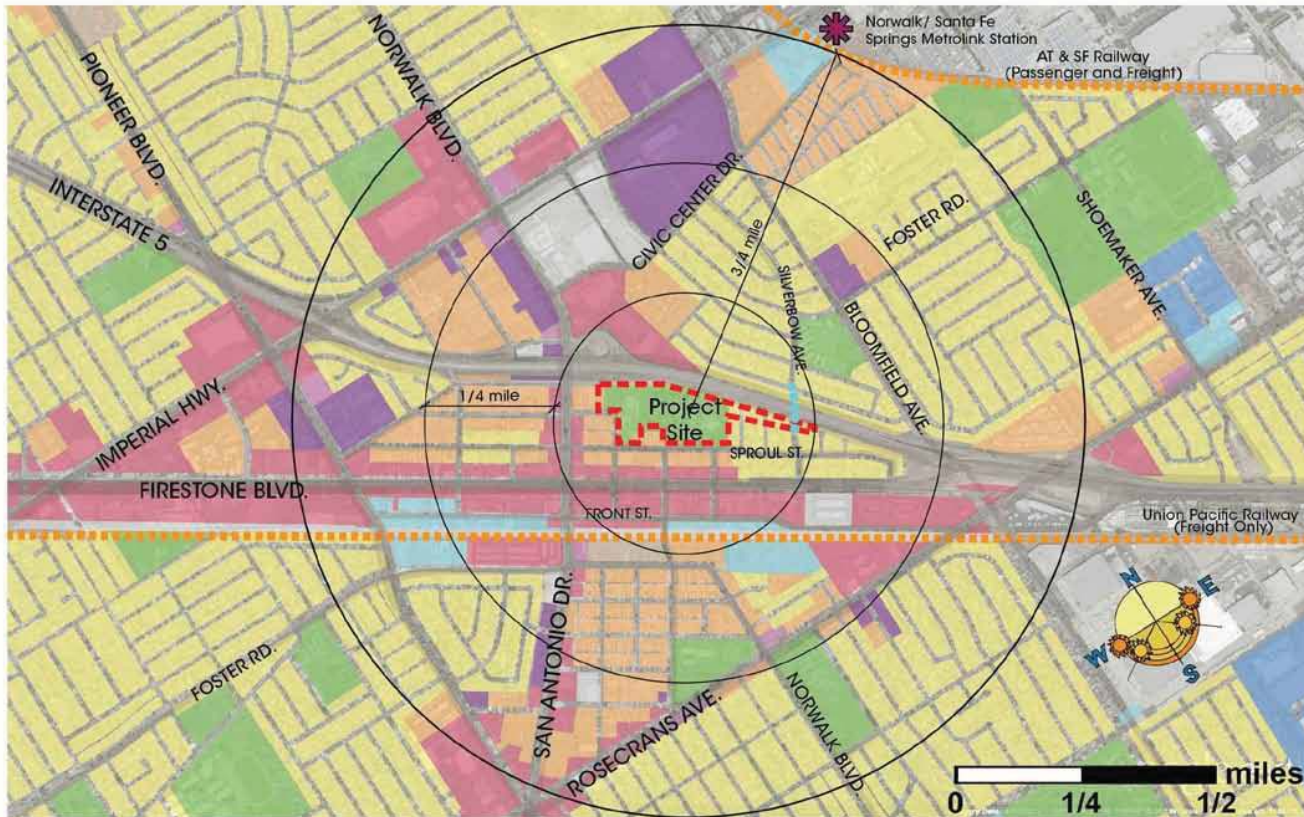 Norwalk/ Santa Fe
Springs Metrolink Station
AT & SF Railway
(Passenger and Freight)
PIONEER BLVD.
NORWALK BLVD.
INTERSTATE 5
CIVIC CENTER DR.
3/4 mile
FOSTER RD.
SHOEMAKER AVE.
SILVERBOW AVE.
BLOOMFIELD AVE.
1/4 mile
Project
Site
IMPERIAL HWY.
SPROUL ST.
FIRESTONE BLVD.
FRONT ST.
Union Pacific Railway
(Freight Only)
N
E
W
S
SAN ANTONIO DR.
FOSTER RD.
ROSECRANS AVE.
NORWALK BLVD.
miles
0 1/4 1/2